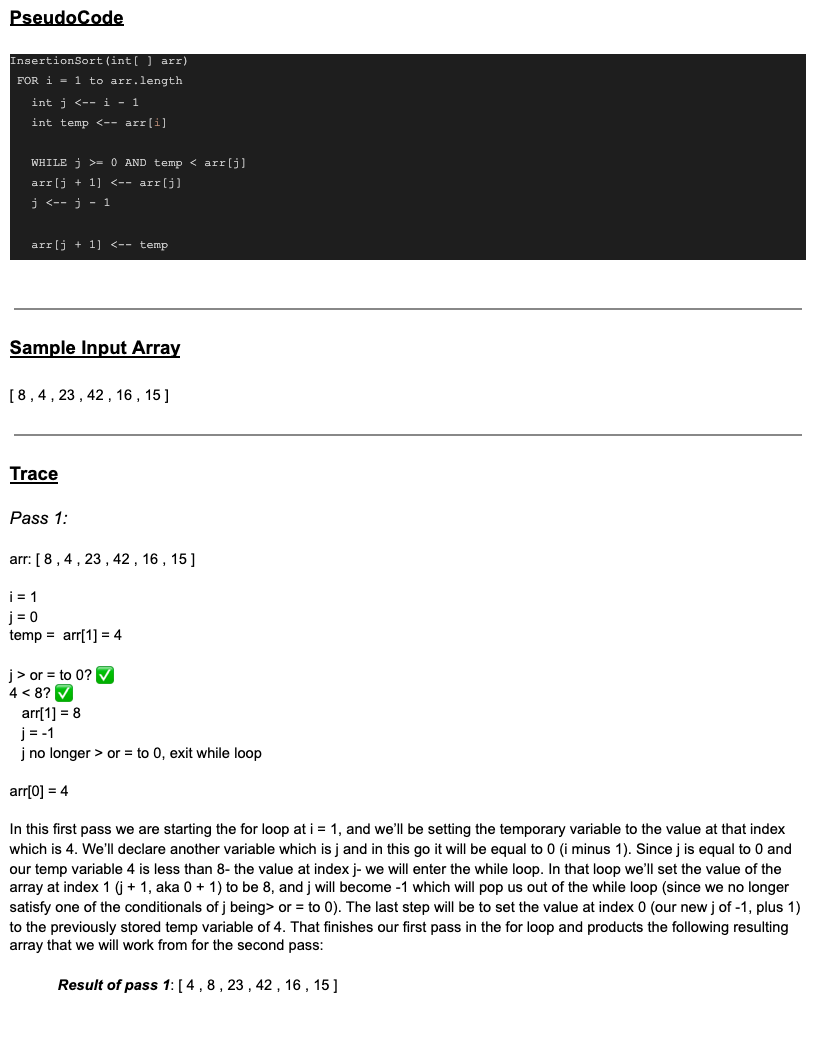 PseudoCode
InsertionSort(int[ ] arr)
FOR i = 1 to arr.length
int j <-- i - 1
int temp <-- arr[i]
WHILE j >= 0 AND temp < arr[j]
arr[j + 1] <-- arr[j]
j <-- j - 1
arr[j + 1] <-- temp
Sample Input Array
[ 8 , 4 , 23 , 42 , 16 , 15 ]
Trace
Pass 1:
arr: [ 8 , 4 , 23 , 42 , 16 , 15 ]
i = 1
j = 0
temp =  arr[1] = 4
j > or = to 0? ✅
4 < 8? ✅
arr[1] = 8
j = -1
j no longer > or = to 0, exit while loop
arr[0] = 4
In this first pass we are starting the for loop at i = 1, and we’ll be setting the temporary variable to the value at that index
which is 4. We’ll declare another variable which is j and in this go it will be equal to 0 (i minus 1). Since j is equal to 0 and
our temp variable 4 is less than 8- the value at index j- we will enter the while loop. In that loop we’ll set the value of the
array at index 1 (j + 1, aka 0 + 1) to be 8, and j will become -1 which will pop us out of the while loop (since we no longer
satisfy one of the conditionals of j being> or = to 0). The last step will be to set the value at index 0 (our new j of -1, plus 1)
to the previously stored temp variable of 4. That finishes our first pass in the for loop and products the following resulting
array that we will work from for the second pass:
Result of pass 1: [ 4 , 8 , 23 , 42 , 16 , 15 ]